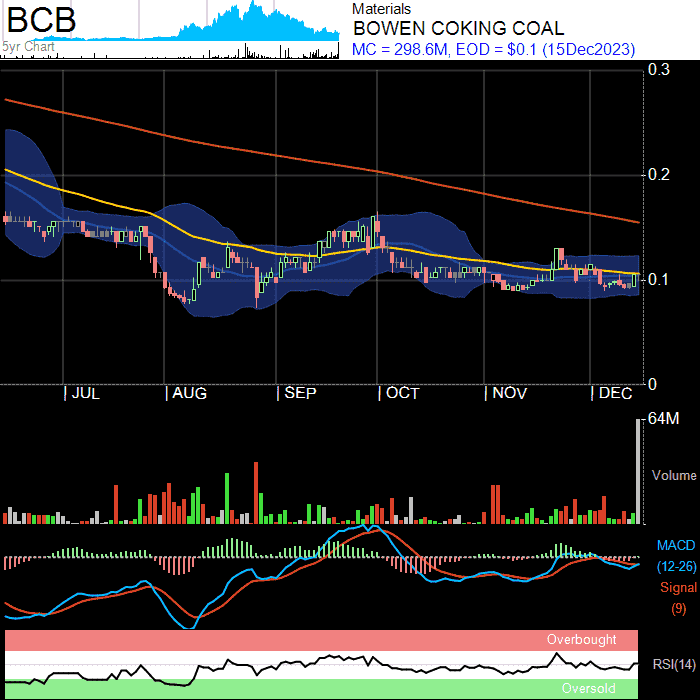 BCB
5yr Chart
Materials
BOWEN COKING COAL
MC = 298.6M, EOD = $0.1 (15Dec2023)
0.3
0.2
0.1
0
JUL
AUG
SEP
OCT
NOV
DEC
64M
Volume
MACD
(12-26)
Signal
(9)
Overbought
RSI(14)
Oversold